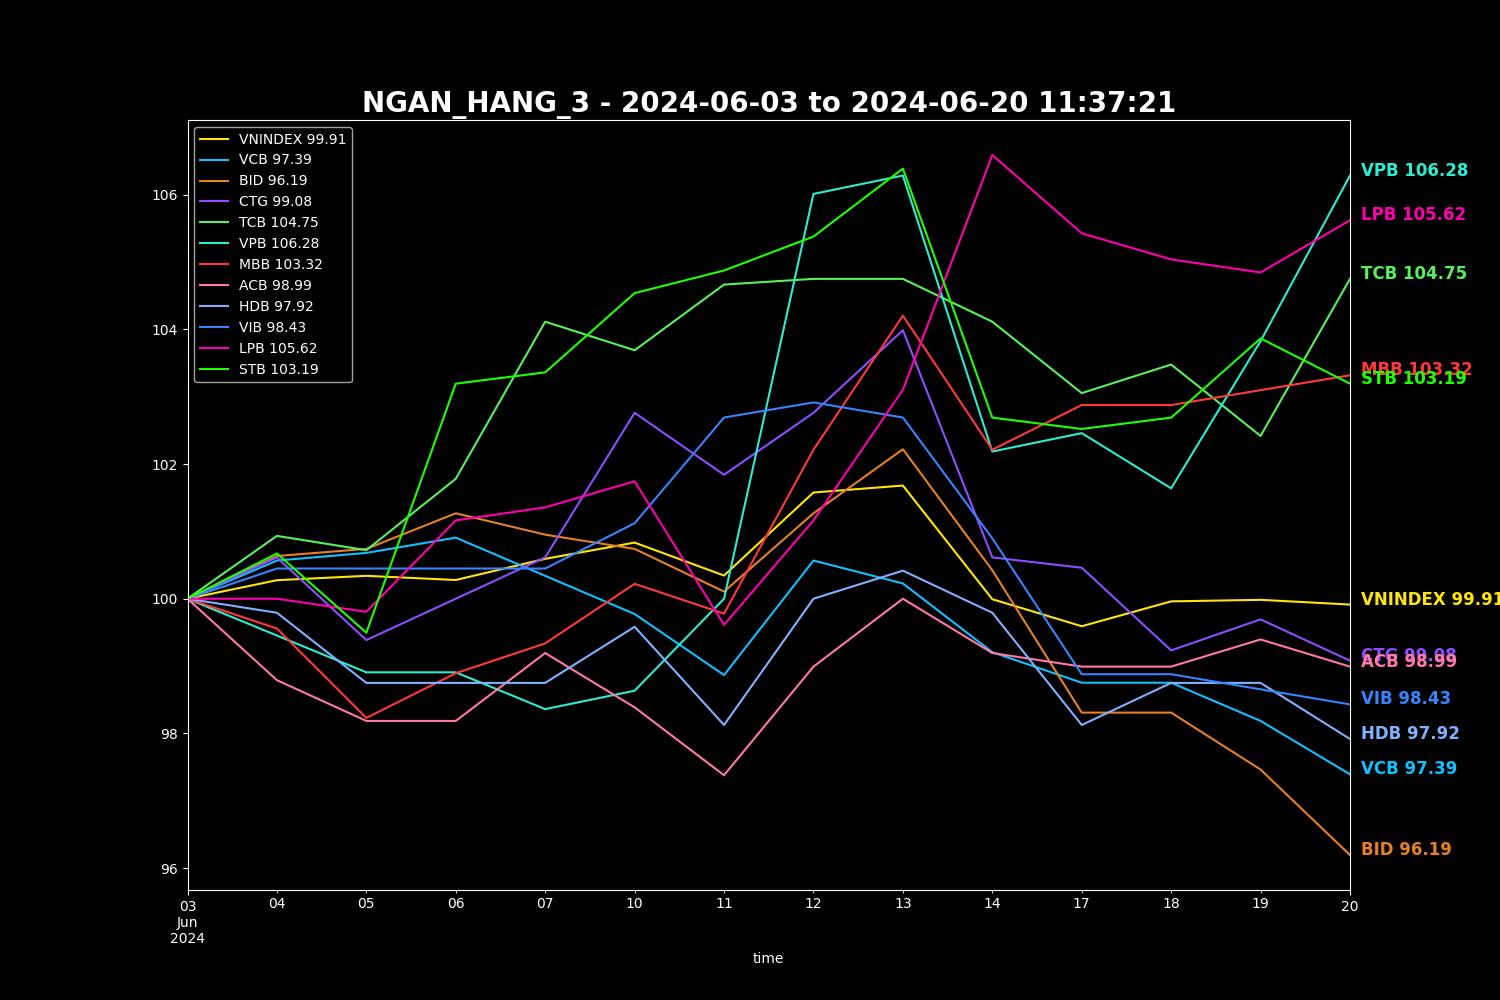 NGAN_HANG_3 - 2024-06-03 to 2024-06-20 11:37:21
VNINDEX 99.91
VCB 97.39
BID 96.19
CTG 99.08
TCB 104.75
VPB 106.28
MBB 103.32
ACB 98.99
HDB 97.92
VIB 98.43
LPB 105.62
STB 103.19
106
104
102
100
98
96
VPB 106.28
LPB 105.62
TCB 104.75
MBB 103.32
STB 103.19
VNINDEX 99.91
CTG 99.08
ACB 98.99
VIB 98.43
HDB 97.92
VCB 97.39
BID 96.19
03 04 05 06 07 10 11 12 13 14 17 18 19 20
Jun
2024
time